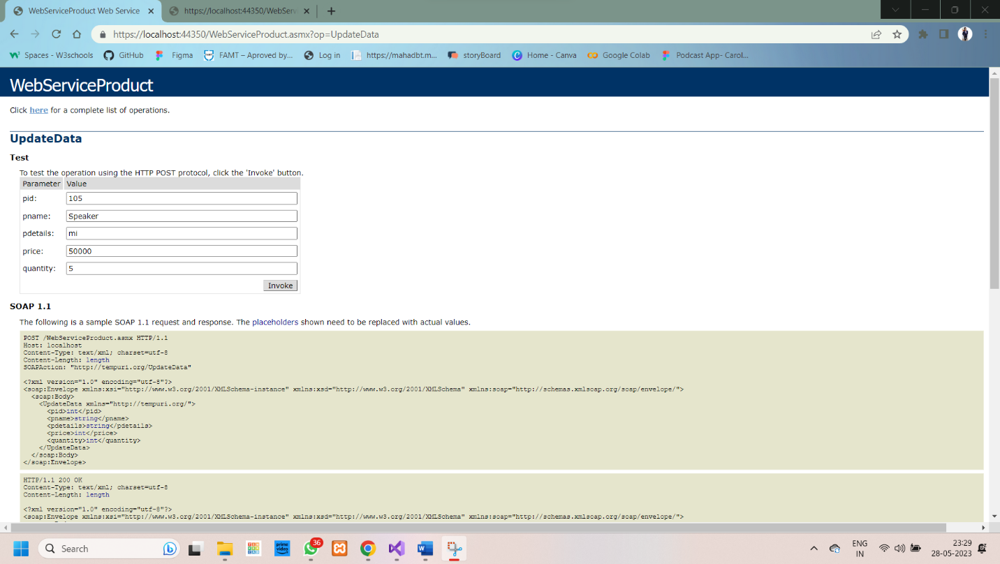 WebServiceProduct Web Service
https://localhost:44350/WebServi
https://localhost:44350/WebServiceProduct.asmx?op=UpdateData
Spaces - W3schools GitHub Figma FAMT – Aproved by... Log in https://mahadbt.m... storyBoard Home - Canva Google Colab Podcast App- Carol...
WebServiceProduct
Click here for a complete list of operations.
UpdateData
Test
To test the operation using the HTTP POST protocol, click the 'Invoke' button.
Parameter Value
pid: 105
pname: Speaker
pdetails: mi
price: 50000
quantity: 5
Invoke
SOAP 1.1
The following is a sample SOAP 1.1 request and response. The placeholders shown need to be replaced with actual values.
POST /WebServiceProduct.asmx HTTP/1.1
Host: localhost
Content-Type: text/xml; charset=utf-8
Content-Length: length
SOAPAction: "http://tempuri.org/UpdateData"
<?xml version="1.0" encoding="utf-8"?>
<soap:Envelope xmlns:xsi="http://www.w3.org/2001/XMLSchema-instance" xmlns:xsd="http://www.w3.org/2001/XMLSchema" xmlns:soap="http://schemas.xmlsoap.org/soap/envelope/">
<soap:Body>
<UpdateData xmlns="http://tempuri.org/">
<pid>int</pid>
<pname>string</pname>
<pdetails>string</pdetails>
<price>int</price>
<quantity>int</quantity>
</UpdateData>
</soap:Body>
</soap:Envelope>
HTTP/1.1 200 OK
Content-Type: text/xml; charset=utf-8
Content-Length: length
<?xml version="1.0" encoding="utf-8"?>
<soap:Envelope xmlns:xsi="http://www.w3.org/2001/XMLSchema-instance" xmlns:xsd="http://www.w3.org/2001/XMLSchema" xmlns:soap="http://schemas.xmlsoap.org/soap/envelope/">
Search
prime video
36
ENG
IN
23:29
28-05-2023